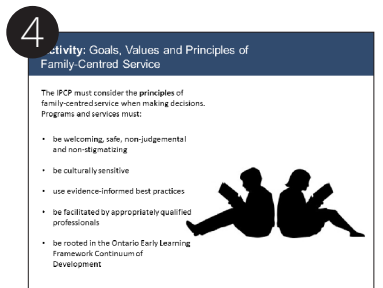 4
ctivity: Goals, Values and Principles of
Family-Centred Service
The IPCP must consider the principles of
family-centred service when making decisions.
Programs and services must:
• be welcoming, safe, non-judgemental
and non-stigmatizing
• be culturally sensitive
• use evidence-informed best practices
• be facilitated by appropriately qualified
professionals
• be rooted in the Ontario Early Learning
Framework Continuum of
Development